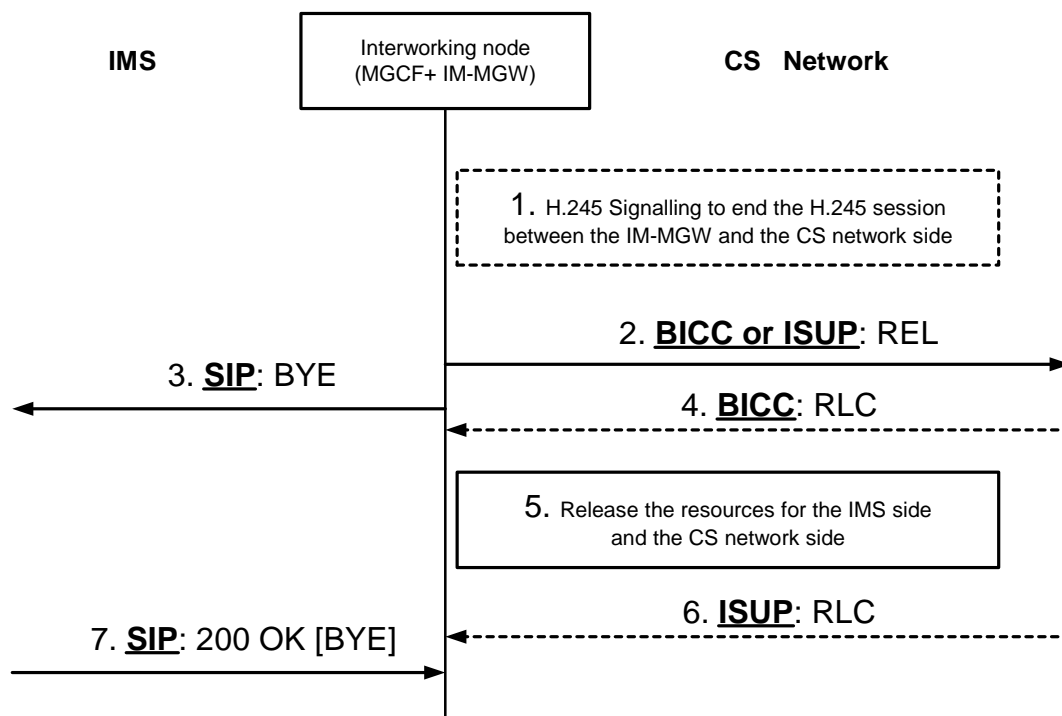 IMS
Interworking node
(MGCF+ IM-MGW)
CS Network
1. H.245 Signalling to end the H.245 session
between the IM-MGW and the CS network side
2. BICC or ISUP: REL
3. SIP: BYE
4. BICC: RLC
5. Release the resources for the IMS side
and the CS network side
6. ISUP: RLC
7. SIP: 200 OK [BYE]